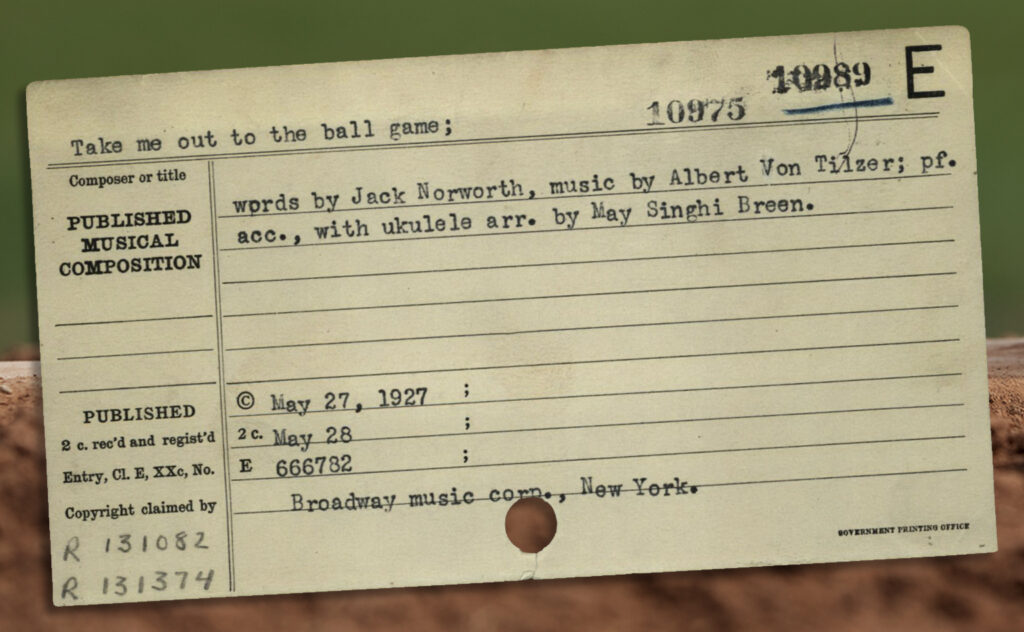 10989 E
10975
Take me out to the ball game;
Composer or title
words by Jack Norworth, music by Albert Von Tilzer; pf.
PUBLISHED
MUSICAL
COMPOSITION
acc., with ukulele arr. by May Singhi Breen.
© May 27, 1927 ;
PUBLISHED
2 c. rec'd and regist'd
2 c. May 28 ;
Entry, Cl. E, XXc, No.
E 666782 ;
Copyright claimed by
Broadway music corp., New York.
R 131082
R 131374
GOVERNMENT PRINTING OFFICE